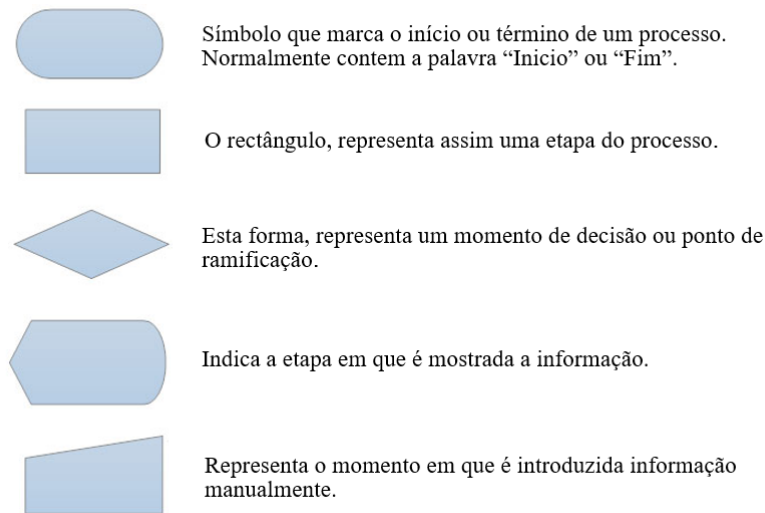 Símbolo que marca o início ou término de um processo.
Normalmente contem a palavra “Inicio” ou “Fim”.
O rectângulo, representa assim uma etapa do processo.
Esta forma, representa um momento de decisão ou ponto de
ramificação.
Indica a etapa em que é mostrada a informação.
Representa o momento em que é introduzida informação
manualmente.